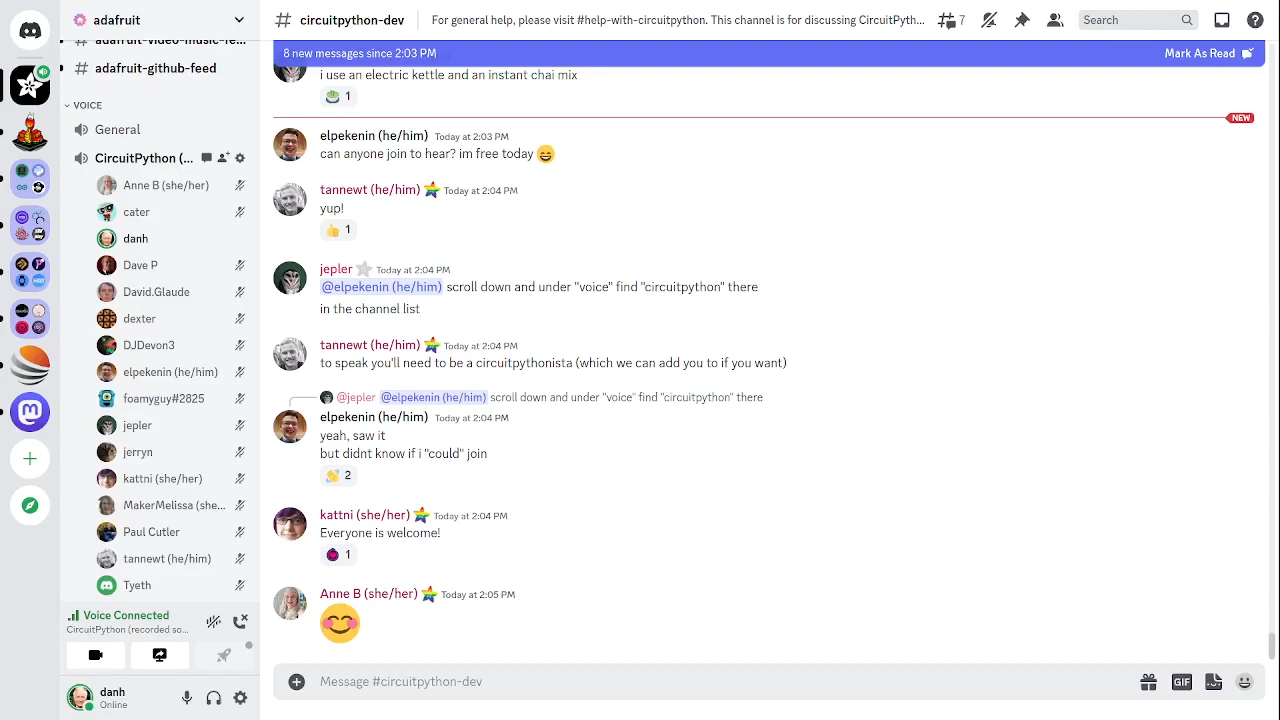 adafruit
# circuitpython-dev
For general help, please visit #help-with-circuitpython. This channel is for discussing CircuitPyth...
7
Search
# adafruit-video-music-fe...
# adafruit-github-feed
VOICE
General
CircuitPython (...
Anne B (she/her)
cater
danh
Dave P
David.Glaude
dexter
DJDevon3
elpekenin (he/him)
foamyguy#2825
jepler
jerryn
kattni (she/her)
MakerMelissa (she...
Paul Cutler
tannewt (he/him)
Tyeth
Voice Connected
CircuitPython (recorded so...
danh
Online
8 new messages since 2:03 PM
Mark As Read
i use an electric kettle and an instant chai mix
1
NEW
elpekenin (he/him) Today at 2:03 PM
can anyone join to hear? im free today
tannewt (he/him) Today at 2:04 PM
yup!
1
jepler Today at 2:04 PM
@elpekenin (he/him) scroll down and under "voice" find "circuitpython" there
in the channel list
tannewt (he/him) Today at 2:04 PM
to speak you'll need to be a circuitpythonista (which we can add you to if you want)
@jepler @elpekenin (he/him) scroll down and under "voice" find "circuitpython" there
elpekenin (he/him) Today at 2:04 PM
yeah, saw it
but didnt know if i "could" join
2
kattni (she/her) Today at 2:04 PM
Everyone is welcome!
1
Anne B (she/her) Today at 2:05 PM
Message #circuitpython-dev
GIF